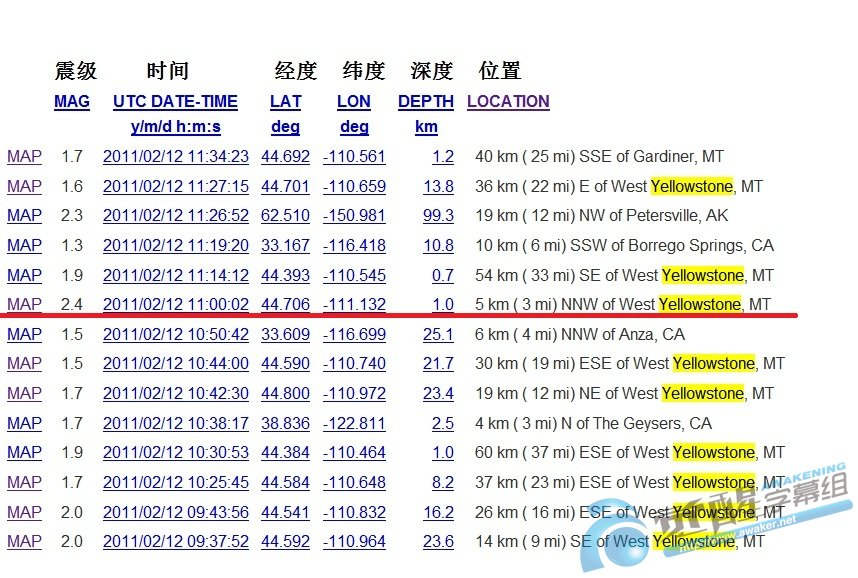 震级 时间 经度 纬度 深度 位置
MAG UTC DATE-TIME LAT LON DEPTH LOCATION
y/m/d h:m:s deg deg km
MAP 1.7 2011/02/12 11:34:23 44.692 -110.561 1.2 40 km ( 25 mi) SSE of Gardiner, MT
MAP 1.6 2011/02/12 11:27:15 44.701 -110.659 13.8 36 km ( 22 mi) E of West Yellowstone, MT
MAP 2.3 2011/02/12 11:26:52 62.510 -150.981 99.3 19 km ( 12 mi) NW of Petersville, AK
MAP 1.3 2011/02/12 11:19:20 33.167 -116.418 10.8 10 km ( 6 mi) SSW of Borrego Springs, CA
MAP 1.9 2011/02/12 11:14:12 44.393 -110.545 0.7 54 km ( 33 mi) SE of West Yellowstone, MT
MAP 2.4 2011/02/12 11:00:02 44.706 -111.132 1.0 5 km ( 3 mi) NNW of West Yellowstone, MT
MAP 1.5 2011/02/12 10:50:42 33.609 -116.699 25.1 6 km ( 4 mi) NNW of Anza, CA
MAP 1.5 2011/02/12 10:44:00 44.590 -110.740 21.7 30 km ( 19 mi) ESE of West Yellowstone, MT
MAP 1.7 2011/02/12 10:42:30 44.800 -110.972 23.4 19 km ( 12 mi) NE of West Yellowstone, MT
MAP 1.7 2011/02/12 10:38:17 38.836 -122.811 2.5 4 km ( 3 mi) N of The Geysers, CA
MAP 1.9 2011/02/12 10:30:53 44.384 -110.464 1.0 60 km ( 37 mi) ESE of West Yellowstone, MT
MAP 1.7 2011/02/12 10:25:45 44.584 -110.648 8.2 37 km ( 23 mi) ESE of West Yellowstone, MT
MAP 2.0 2011/02/12 09:43:56 44.541 -110.832 16.2 26 km ( 16 mi) ESE of West Yellowstone, MT
MAP 2.0 2011/02/12 09:37:52 44.592 -110.964 23.6 14 km ( 9 mi) SE of West Yellowstone, MT
AWAKENING
觉醒字幕组
http://www.awaker.net